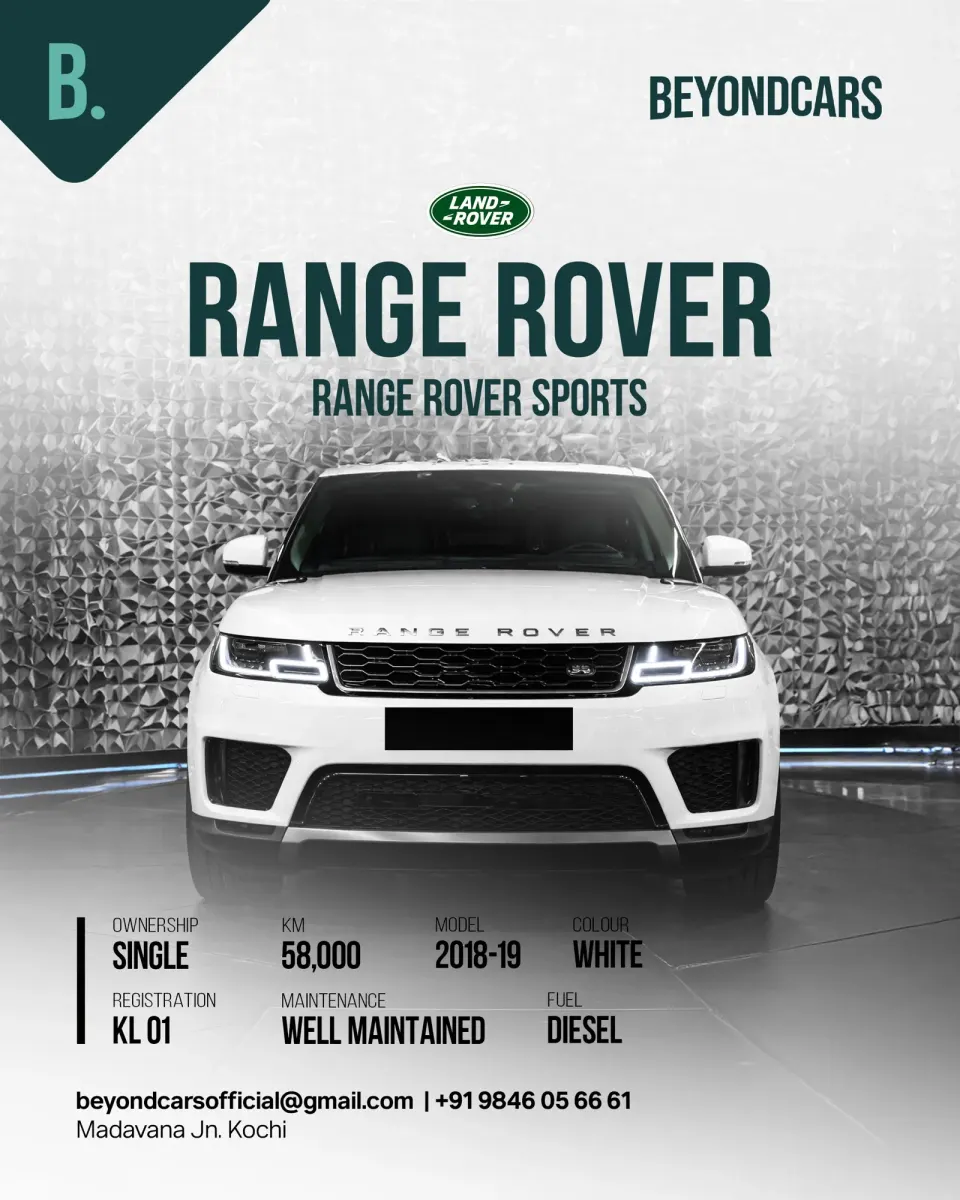 B.
BEYONDCARS
LAND-
-ROVER
RANGE ROVER
RANGE ROVER SPORTS
RANGE ROVER
OWNERSHIP KM MODEL COLOUR
SINGLE 58,000 2018-19 WHITE
REGISTRATION MAINTENANCE FUEL
KL 01 WELL MAINTAINED DIESEL
beyondcarsofficial@gmail.com | +91 9846 05 66 61
Madavana Jn. Kochi